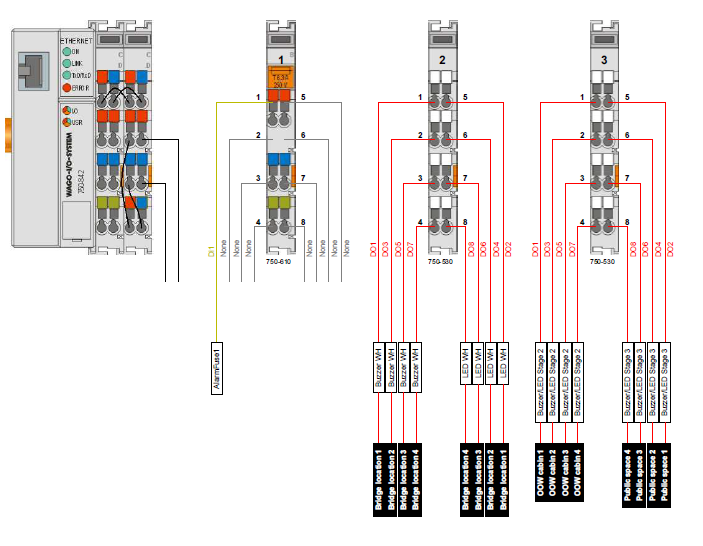 ETHERNET
ON
LINK
TxD/RxD
ERROR
I/O
USR
WAGO-I/O-SYSTEM
750-842
C
D
C
D
1
2
3
1
5
2
6
3
7
4
8
750-610
1
5
2
6
3
7
4
8
750-530
1
5
2
6
3
7
4
8
750-530
DI1
None
None
None
None
None
None
None
DO1
DO3
DO5
DO7
DO8
DO6
DO4
DO2
DO1
DO3
DO5
DO7
DO8
DO6
DO4
DO2
AlarmFuse1
Buzzer WH
Buzzer WH
Buzzer WH
Buzzer WH
LED WH
LED WH
LED WH
LED WH
Buzzer/LED Stage 2
Buzzer/LED Stage 2
Buzzer/LED Stage 2
Buzzer/LED Stage 2
Buzzer/LED Stage 3
Buzzer/LED Stage 3
Buzzer/LED Stage 3
Buzzer/LED Stage 3
Bridge location 1
Bridge location 2
Bridge location 3
Bridge location 4
Bridge location 4
Bridge location 3
Bridge location 2
Bridge location 1
OOW cabin 1
OOW cabin 2
OOW cabin 3
OOW cabin 4
Public space 4
Public space 3
Public space 2
Public space 1